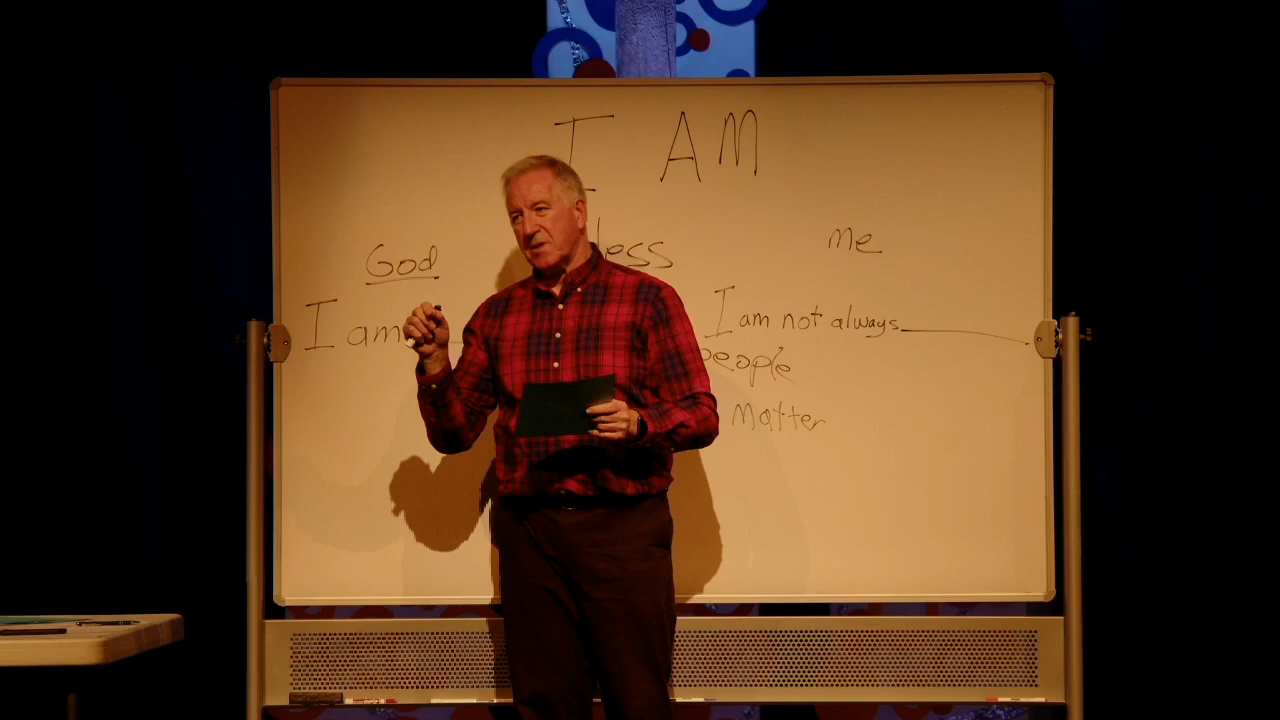 I AM
God less me
I am I am not always
people
Matter